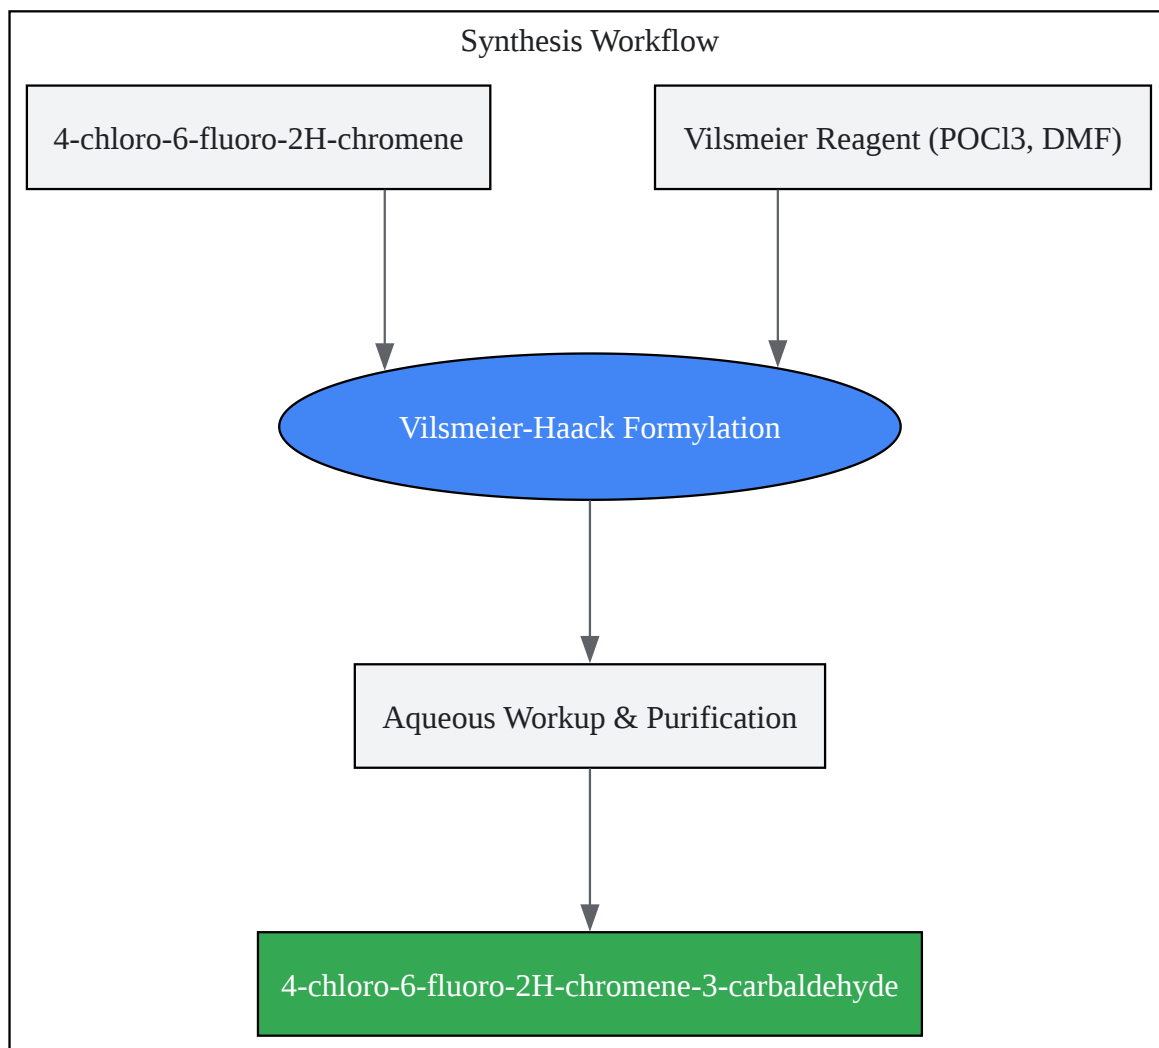 Synthesis Workflow
4-chloro-6-fluoro-2H-chromene
Vilsmeier Reagent (POCl3, DMF)
Vilsmeier-Haack Formylation
Aqueous Workup & Purification
4-chloro-6-fluoro-2H-chromene-3-carbaldehyde